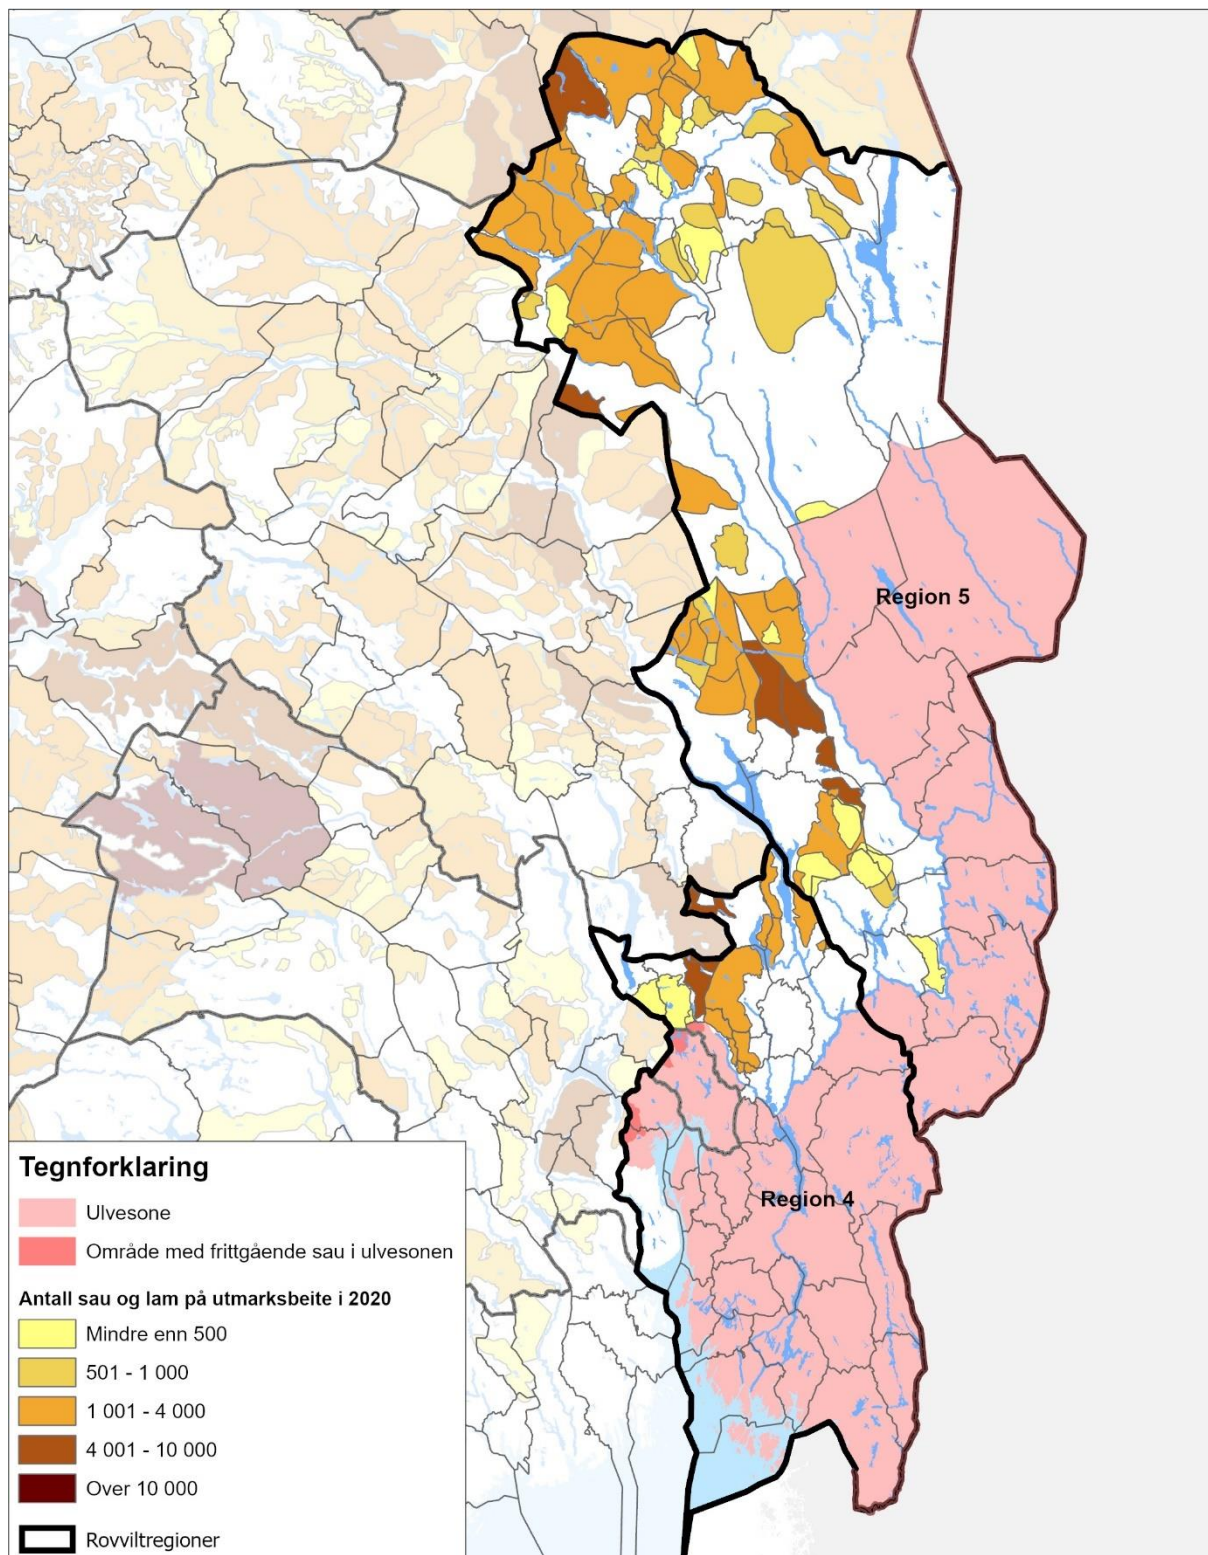 Region 5
Region 4
Tegnforklaring
Ulvesone
Område med frittgående sau i ulvesonen
Antall sau og lam på utmarksbeite i 2020
Mindre enn 500
501 - 1 000
1 001 - 4 000
4 001 - 10 000
Over 10 000
Rovviltregioner